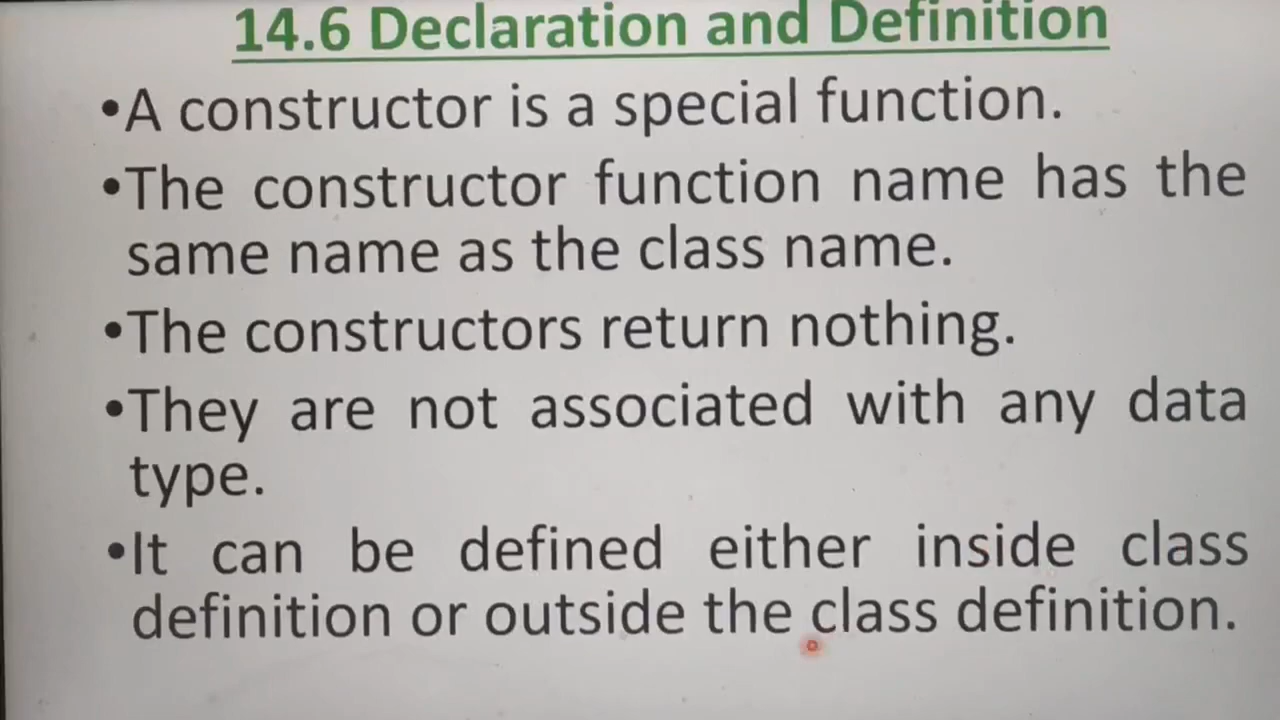 14.6 Declaration and Definition
•A constructor is a special function.
•The constructor function name has the
same name as the class name.
•The constructors return nothing.
•They are not associated with any data
type.
•It can be defined either inside class
definition or outside the class definition.